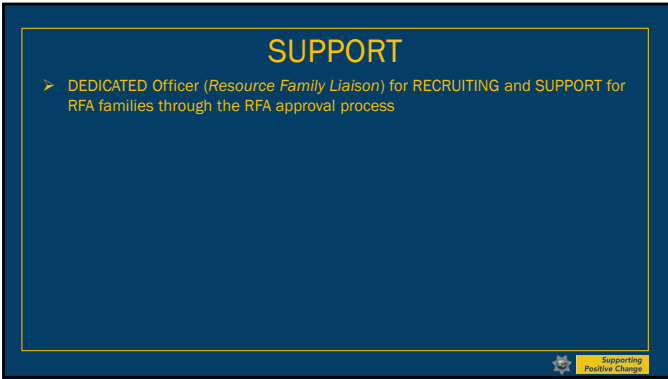 SUPPORT
➢ DEDICATED Officer (Resource Family Liaison) for RECRUITING and SUPPORT for
RFA families through the RFA approval process
Supporting
Positive Change